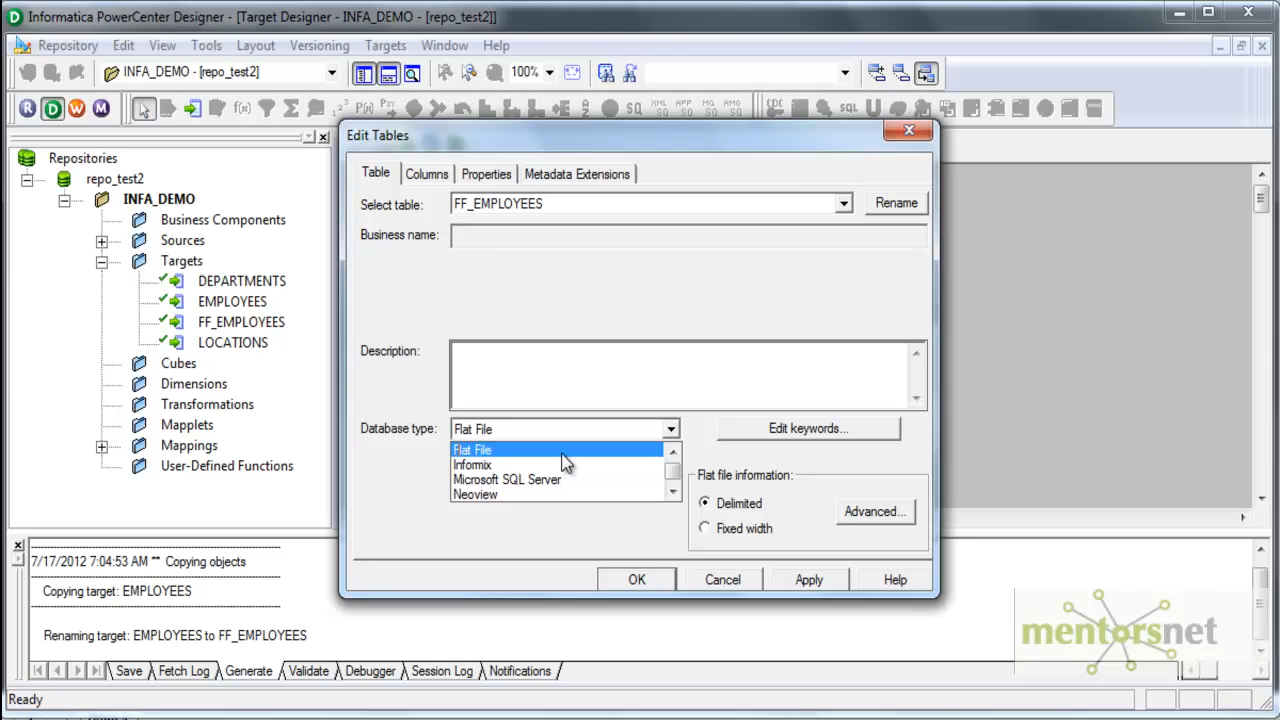 Informatica PowerCenter Designer - [Target Designer - INFA_DEMO - [repo_test2]]
Repository Edit View Tools Layout Versioning Targets Window Help
INFA_DEMO - [repo_test2] 100%
R D W M f(x) Σ SQ SQL
Edit Tables
Repositories
repo_test2
INFA_DEMO
Business Components
Sources
Targets
DEPARTMENTS
EMPLOYEES
FF_EMPLOYEES
LOCATIONS
Cubes
Dimensions
Transformations
Mapplets
Mappings
User-Defined Functions
Table Columns Properties Metadata Extensions
Select table: FF_EMPLOYEES Rename
Business name:
Description:
Database type: Flat File Edit keywords...
Flat File
Informix
Microsoft SQL Server
Neoview
Flat file information:
Delimited Advanced...
Fixed width
OK Cancel Apply Help
7/17/2012 7:04:53 AM ** Copying objects
Copying target: EMPLOYEES
Renaming target: EMPLOYEES to FF_EMPLOYEES
Save Fetch Log Generate Validate Debugger Session Log Notifications
Ready
mentorsnet